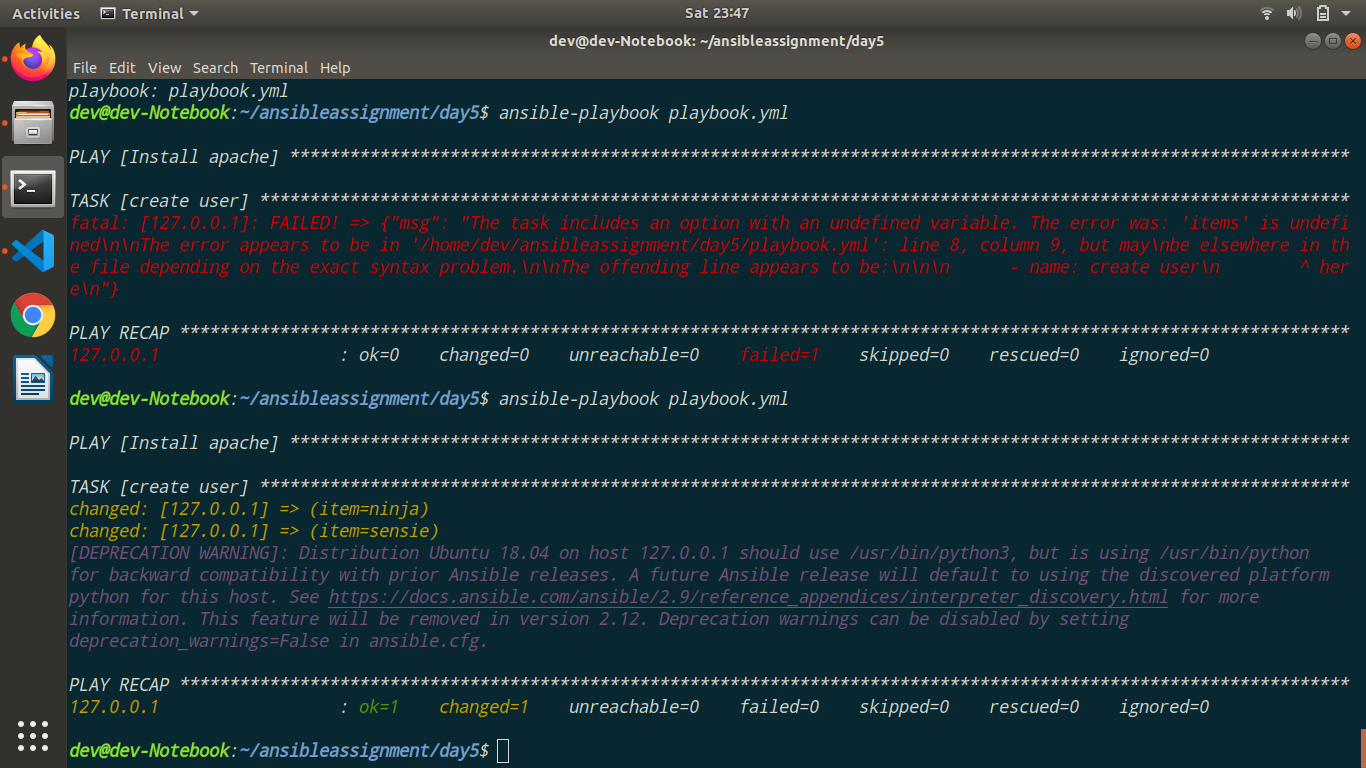 Activities Terminal Sat 23:47
dev@dev-Notebook: ~/ansibleassignment/day5
File Edit View Search Terminal Help
playbook: playbook.yml
dev@dev-Notebook:~/ansibleassignment/day5$ ansible-playbook playbook.yml
PLAY [Install apache] **********************************************************************************************************
TASK [create user] *************************************************************************************************************
fatal: [127.0.0.1]: FAILED! => {"msg": "The task includes an option with an undefined variable. The error was: 'items' is undefi
ned\n\nThe error appears to be in '/home/dev/ansibleassignment/day5/playbook.yml': line 8, column 9, but may\nbe elsewhere in th
e file depending on the exact syntax problem.\n\nThe offending line appears to be:\n\n\n      - name: create user\n        ^ her
e\n"}
PLAY RECAP *********************************************************************************************************************
127.0.0.1                  : ok=0    changed=0    unreachable=0    failed=1    skipped=0    rescued=0    ignored=0
dev@dev-Notebook:~/ansibleassignment/day5$ ansible-playbook playbook.yml
PLAY [Install apache] **********************************************************************************************************
TASK [create user] *************************************************************************************************************
changed: [127.0.0.1] => (item=ninja)
changed: [127.0.0.1] => (item=sensie)
[DEPRECATION WARNING]: Distribution Ubuntu 18.04 on host 127.0.0.1 should use /usr/bin/python3, but is using /usr/bin/python
for backward compatibility with prior Ansible releases. A future Ansible release will default to using the discovered platform
python for this host. See https://docs.ansible.com/ansible/2.9/reference_appendices/interpreter_discovery.html for more
information. This feature will be removed in version 2.12. Deprecation warnings can be disabled by setting
deprecation_warnings=False in ansible.cfg.
PLAY RECAP *********************************************************************************************************************
127.0.0.1                  : ok=1    changed=1    unreachable=0    failed=0    skipped=0    rescued=0    ignored=0
dev@dev-Notebook:~/ansibleassignment/day5$